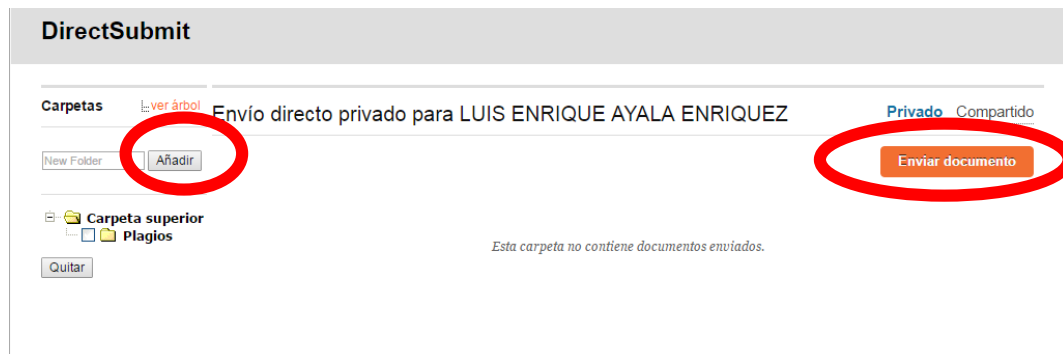 DirectSubmit
Carpetas ver árbol
Envío directo privado para LUIS ENRIQUE AYALA ENRIQUEZ
Privado Compartido
New Folder Añadir
Enviar documento
Carpeta superior
Plagios
Esta carpeta no contiene documentos enviados.
Quitar